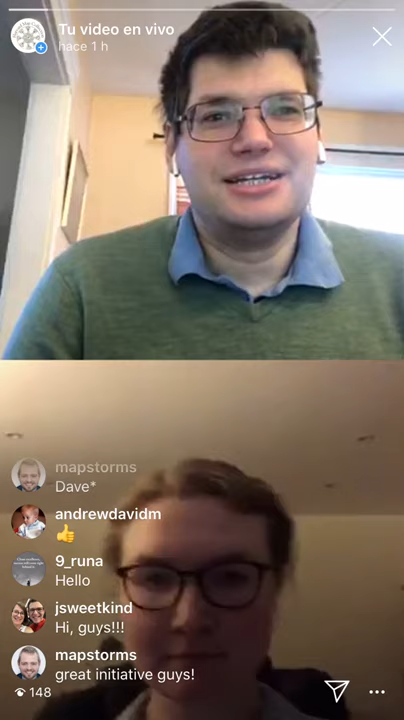 Tu video en vivo
hace 1 h
mapstorms
Dave*
andrewdavidm
👍
9_runa
Hello
jsweetkind
Hi, guys!!!
mapstorms
great initiative guys!
148